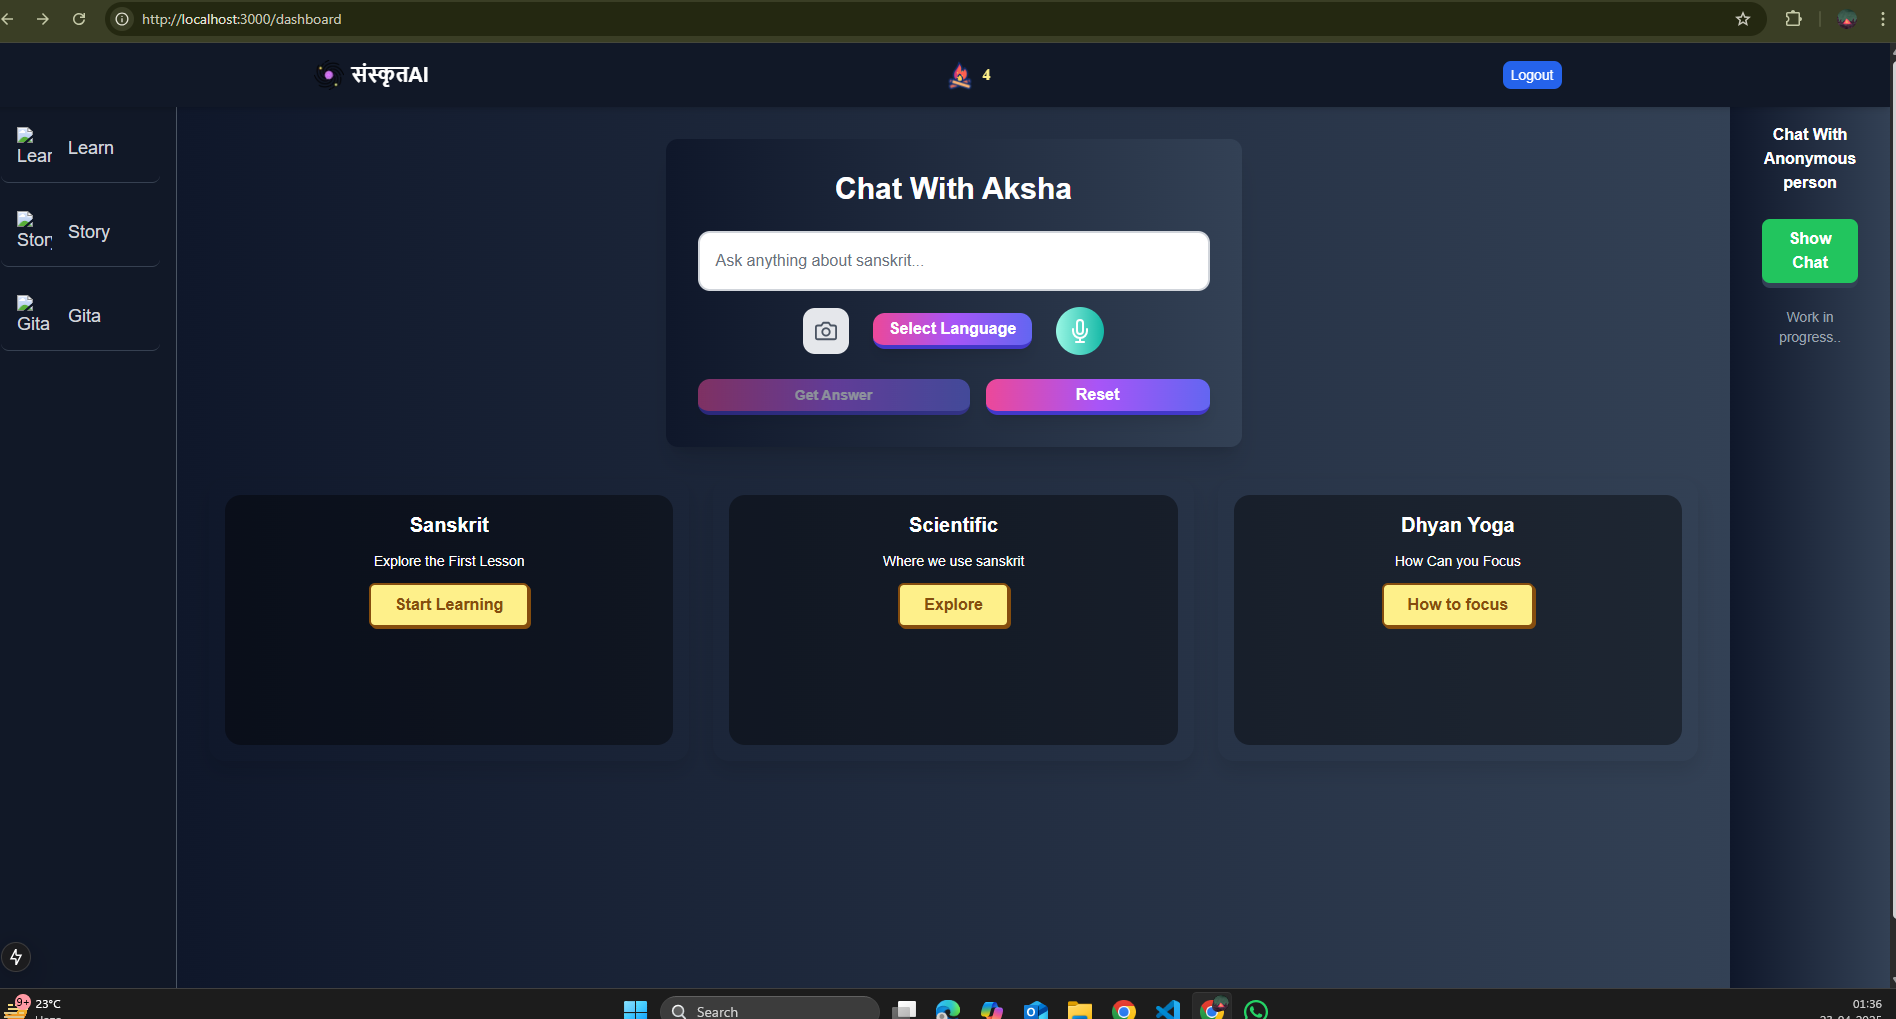 http://localhost:3000/dashboard
संस्कृतAI
4
Logout
Lear
Learn
Story
Story
Gita
Gita
Chat With Aksha
Ask anything about sanskrit...
Select Language
Get Answer
Reset
Sanskrit
Explore the First Lesson
Start Learning
Scientific
Where we use sanskrit
Explore
Dhyan Yoga
How Can you Focus
How to focus
Chat With
Anonymous
person
Show
Chat
Work in
progress..
9+
23°C
Search
01:36